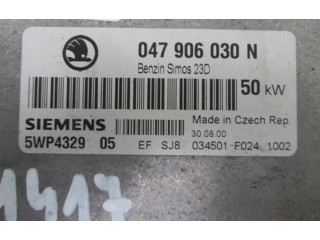 047 906 030 N
Benzin Simos 23D
50 kW
SIEMENS
Made in Czech Rep.
30.08.00
5WP4329 05 EF SJ8 034501-F024 1002
1417